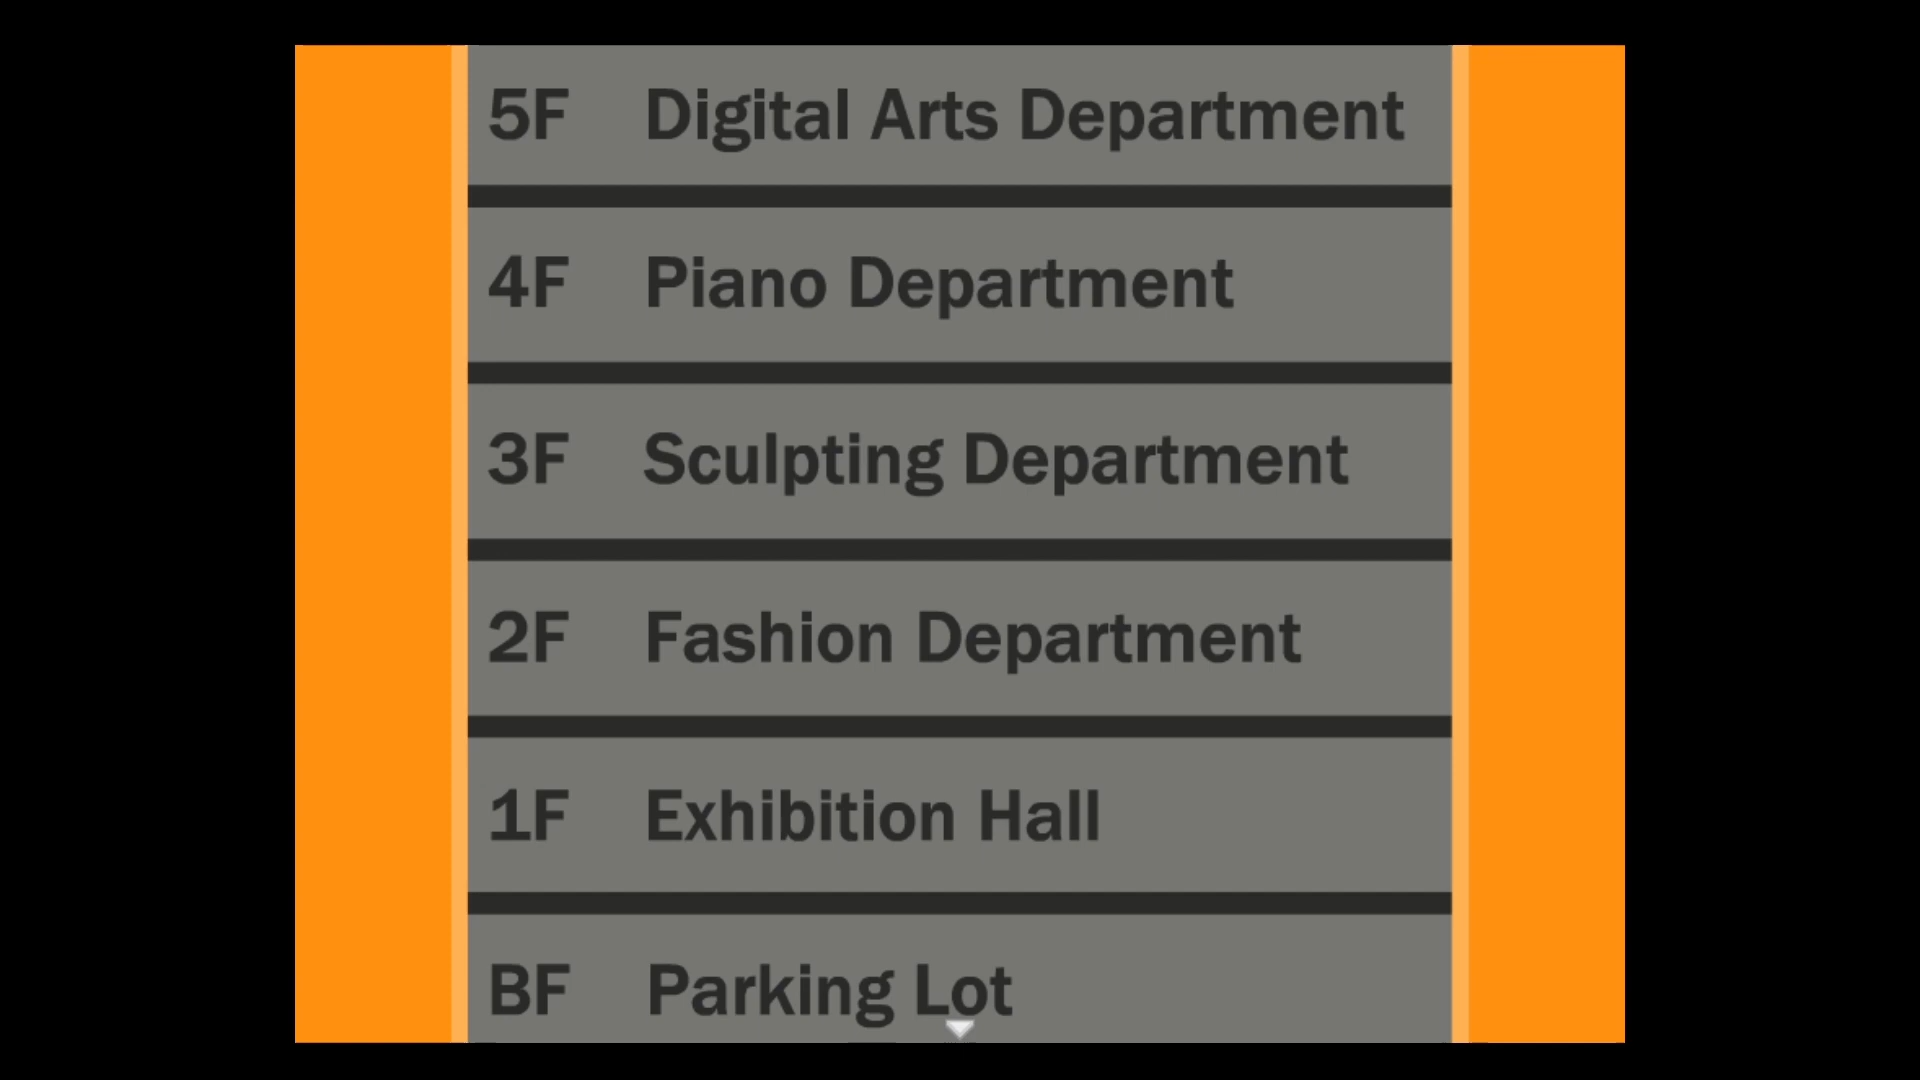 5F Digital Arts Department
4F Piano Department
3F Sculpting Department
2F Fashion Department
1F Exhibition Hall
BF Parking Lot